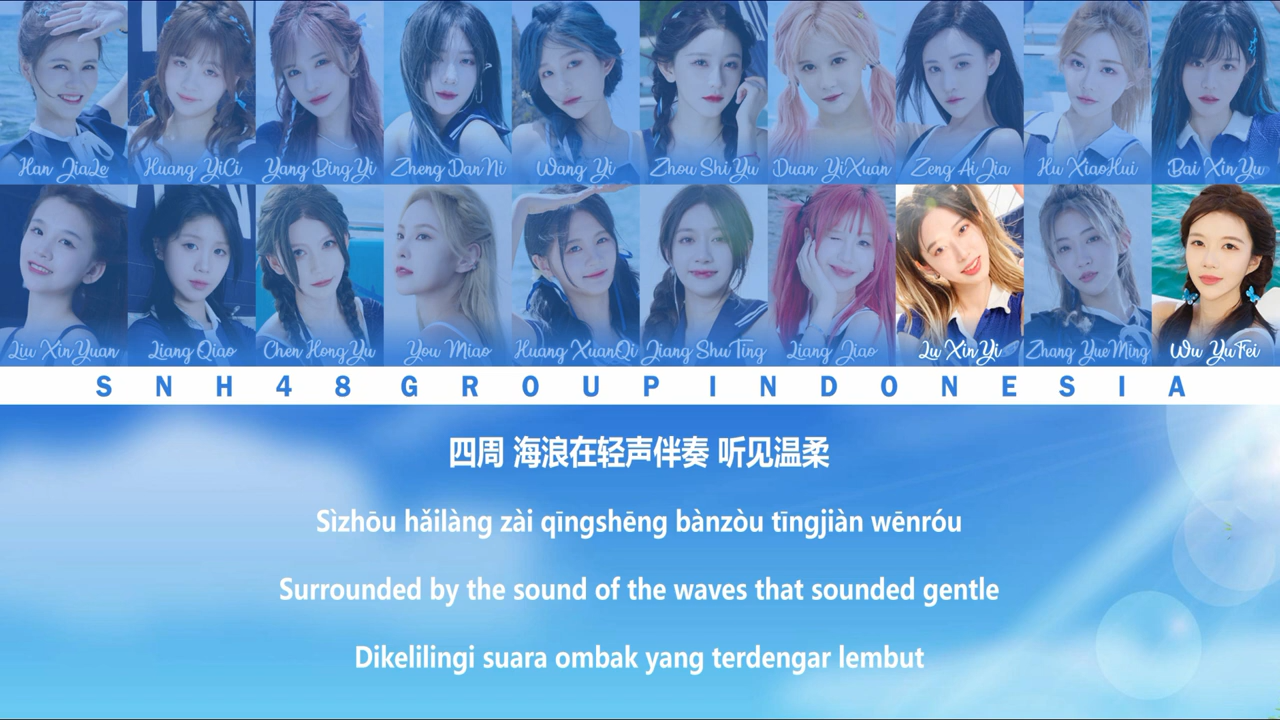 Han JiaLe Huang YiCi Yang BingYi Zheng DanNi Wang Yi Zhou ShiYu Duan YiXuan Zeng AiJia Hu XiaoHui Bai XinYu
Liu XinYuan Liang Qiao Chen HongYu You Miao Huang XuanQi Jiang ShuTing Liang Jiao Lu XinYi Zhang YueMing Wu YuFei
SNH48 GROUP INDONESIA
四周 海浪在轻声伴奏 听见温柔
Sìzhōu hǎilàng zài qīngshēng bànzòu tīngjiàn wēnróu
Surrounded by the sound of the waves that sounded gentle
Dikelilingi suara ombak yang terdengar lembut